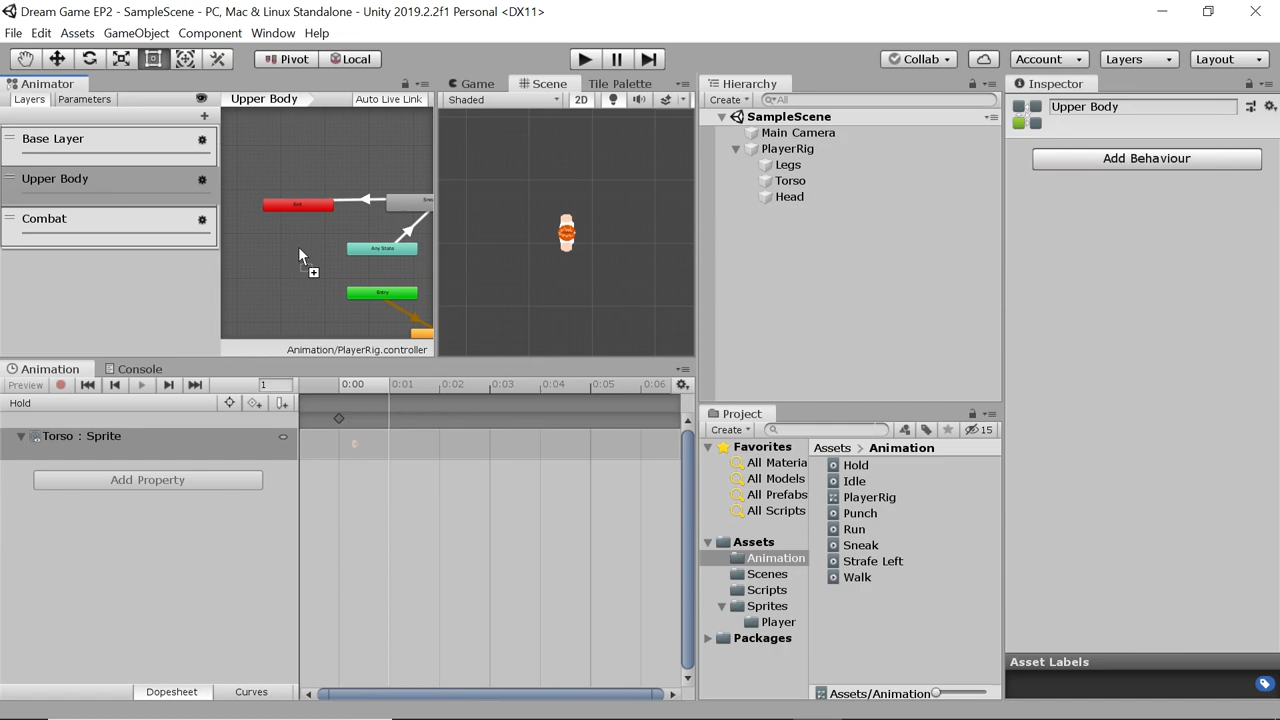 Dream Game EP2 - SampleScene - PC, Mac & Linux Standalone - Unity 2019.2.2f1 Personal <DX11>
File Edit Assets GameObject Component Window Help
Pivot Local Collab Account Layers Layout
Animator Game Scene Tile Palette Hierarchy Inspector
Layers Parameters Upper Body Auto Live Link Shaded 2D Create All Upper Body
Base Layer
Upper Body
Combat
Exit
Any State
Entry
Animation/PlayerRig.controller
SampleScene
Main Camera
PlayerRig
Legs
Torso
Head
Add Behaviour
Animation Console
Preview 1 0:00 0:01 0:02 0:03 0:04 0:05 0:06
Hold
Torso : Sprite
Add Property
Dopesheet Curves
Project
Create 15
Favorites
All Materia
All Models
All Prefabs
All Scripts
Assets
Animation
Scenes
Scripts
Sprites
Player
Packages
Assets > Animation
Hold
Idle
PlayerRig
Punch
Run
Sneak
Strafe Left
Walk
Assets/Animation
Asset Labels